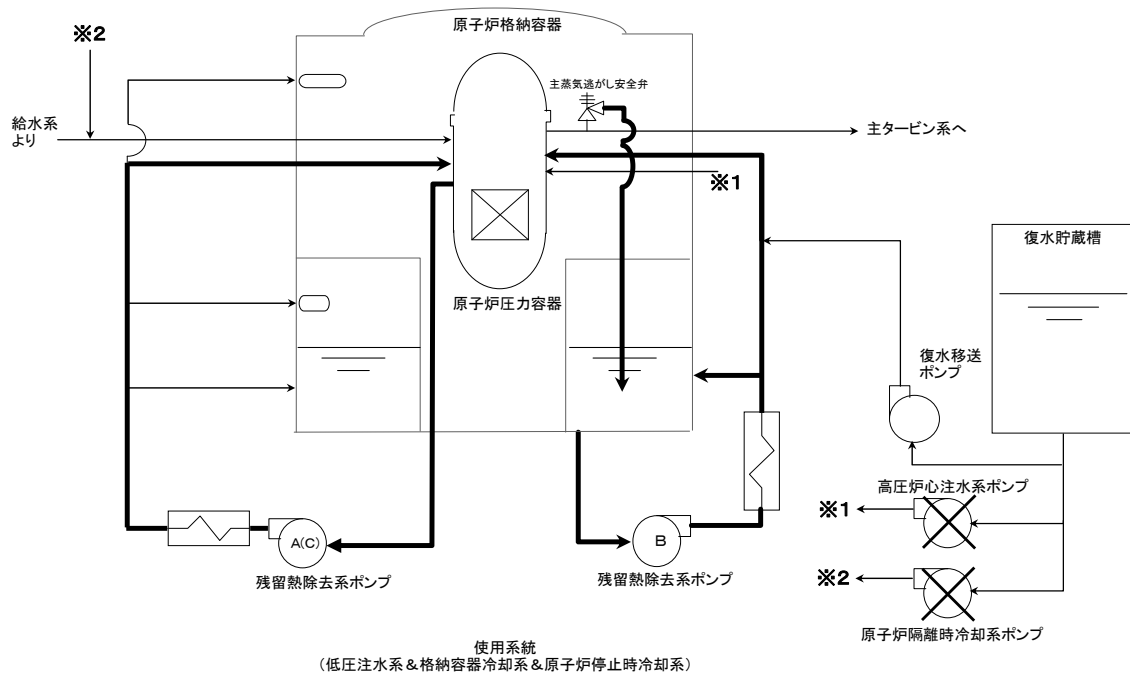 原子炉格納容器
※2
主蒸気逃がし安全弁
給水系
より
主タービン系へ
※1
復水貯蔵槽
原子炉圧力容器
復水移送
ポンプ
高圧炉心注水系ポンプ
※1
A(C)
B
残留熱除去系ポンプ
残留熱除去系ポンプ
※2
原子炉隔離時冷却系ポンプ
使用系統
(低圧注水系&格納容器冷却系&原子炉停止時冷却系)